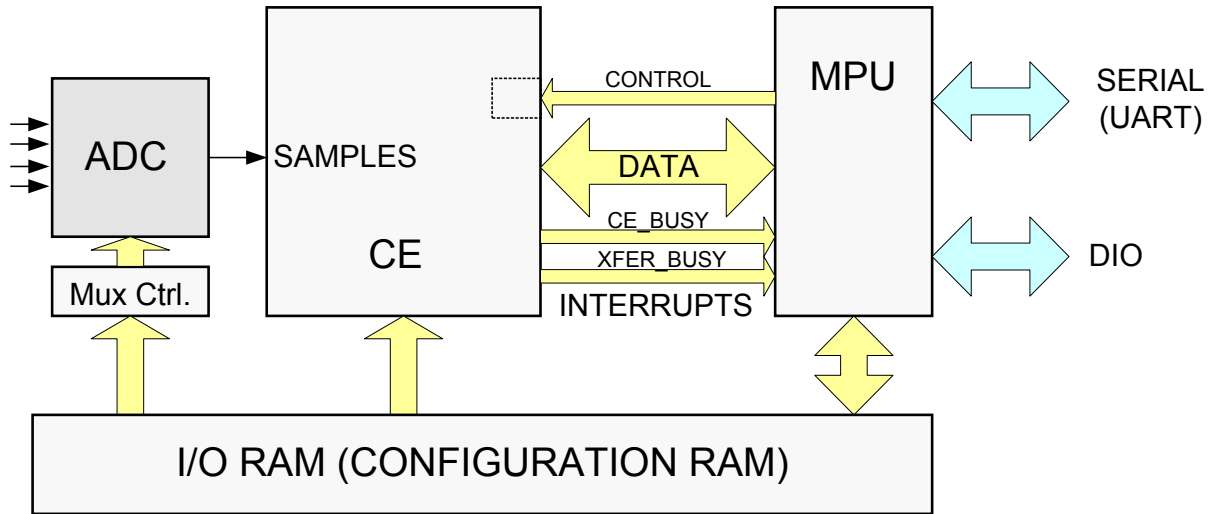 CONTROL
MPU
SERIAL
(UART)
ADC
SAMPLES
DATA
CE_BUSY
CE
XFER_BUSY
DIO
Mux Ctrl.
INTERRUPTS
I/O RAM (CONFIGURATION RAM)